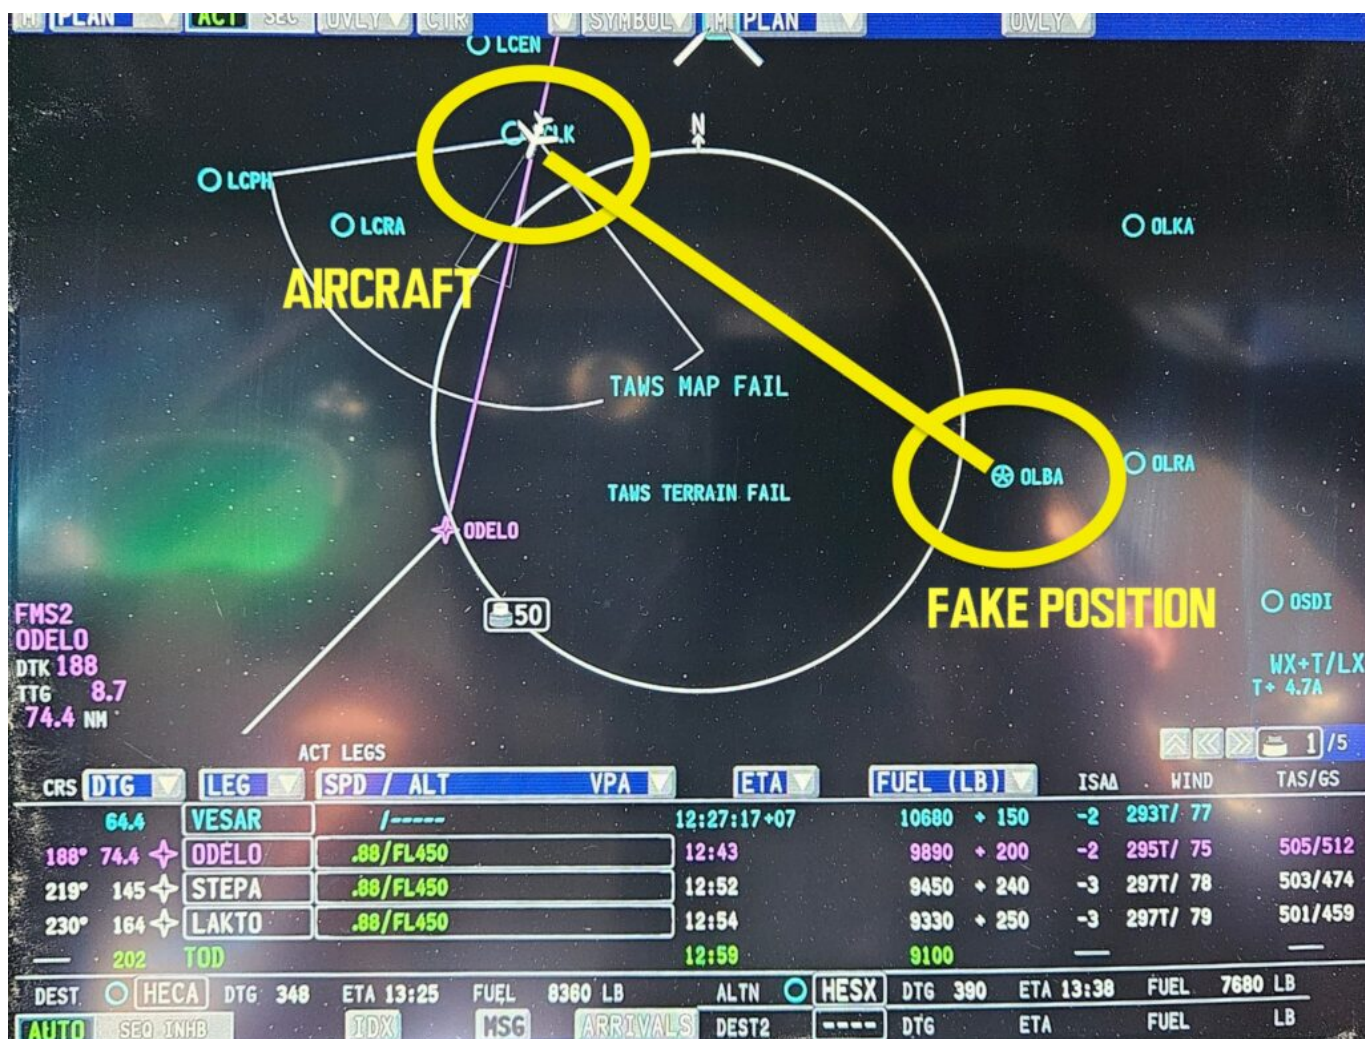 M PLAN ACT SEC OVLY CTR SYMBOL M PLAN OVLY
LCEN
CLK
N
LCPH
LCRA
OLKA
AIRCRAFT
TAWS MAP FAIL
OLRA
OLBA
TAWS TERRAIN FAIL
ODELO
FAKE POSITION
OSDI
50
FMS2
ODELO
DTK 188
TTG 8.7
74.4 NM
WX+T/LX
T+ 4.7A
1 /5
ACT LEGS
CRS DTG LEG SPD / ALT VPA ETA FUEL (LB) ISAΔ WIND TAS/GS
64.4 VESAR /----- 12:27:17+07 10680 + 150 -2 293T/ 77
188° 74.4 ODELO .88/FL450 12:43 9890 + 200 -2 295T/ 75 505/512
219° 145 STEPA .88/FL450 12:52 9450 + 240 -3 297T/ 78 503/474
230° 164 LAKTO .88/FL450 12:54 9330 + 250 -3 297T/ 79 501/459
— 202 TOD 12:59 9100 — —
DEST HECA DTG 348 ETA 13:25 FUEL 8360 LB ALTN HESX DTG 390 ETA 13:38 FUEL 7680 LB
AUTO SEQ INHB IDX MSG ARRIVALS DEST2 ---- DTG ETA FUEL LB